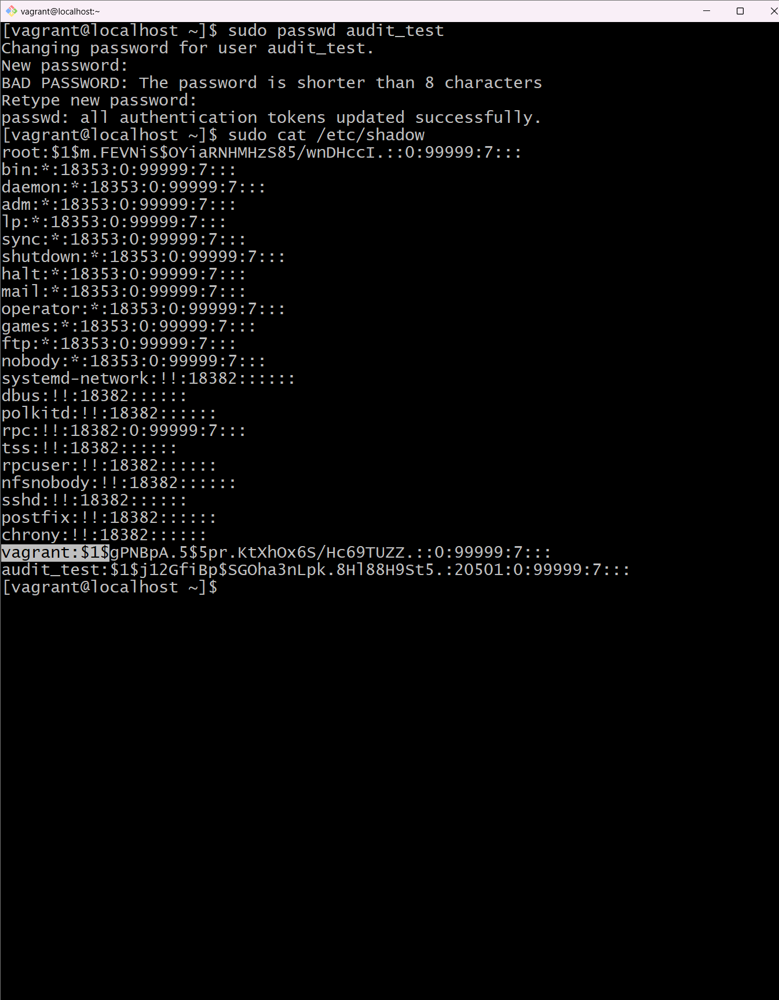 vagrant@localhost:~
[vagrant@localhost ~]$ sudo passwd audit_test
Changing password for user audit_test.
New password:
BAD PASSWORD: The password is shorter than 8 characters
Retype new password:
passwd: all authentication tokens updated successfully.
[vagrant@localhost ~]$ sudo cat /etc/shadow
root:$1$m.FEVNiS$OYiaRNHMHzS85/wnDHccI.::0:99999:7:::
bin:*:18353:0:99999:7:::
daemon:*:18353:0:99999:7:::
adm:*:18353:0:99999:7:::
lp:*:18353:0:99999:7:::
sync:*:18353:0:99999:7:::
shutdown:*:18353:0:99999:7:::
halt:*:18353:0:99999:7:::
mail:*:18353:0:99999:7:::
operator:*:18353:0:99999:7:::
games:*:18353:0:99999:7:::
ftp:*:18353:0:99999:7:::
nobody:*:18353:0:99999:7:::
systemd-network:!!:18382::::::
dbus:!!:18382::::::
polkitd:!!:18382::::::
rpc:!!:18382:0:99999:7:::
tss:!!:18382::::::
rpcuser:!!:18382::::::
nfsnobody:!!:18382::::::
sshd:!!:18382::::::
postfix:!!:18382::::::
chrony:!!:18382::::::
vagrant:$1$gPNBpA.5$5pr.KtXhOx6S/Hc69TUZZ.::0:99999:7:::
audit_test:$1$j12GfiBp$SGOha3nLpk.8Hl88H9St5.:20501:0:99999:7:::
[vagrant@localhost ~]$